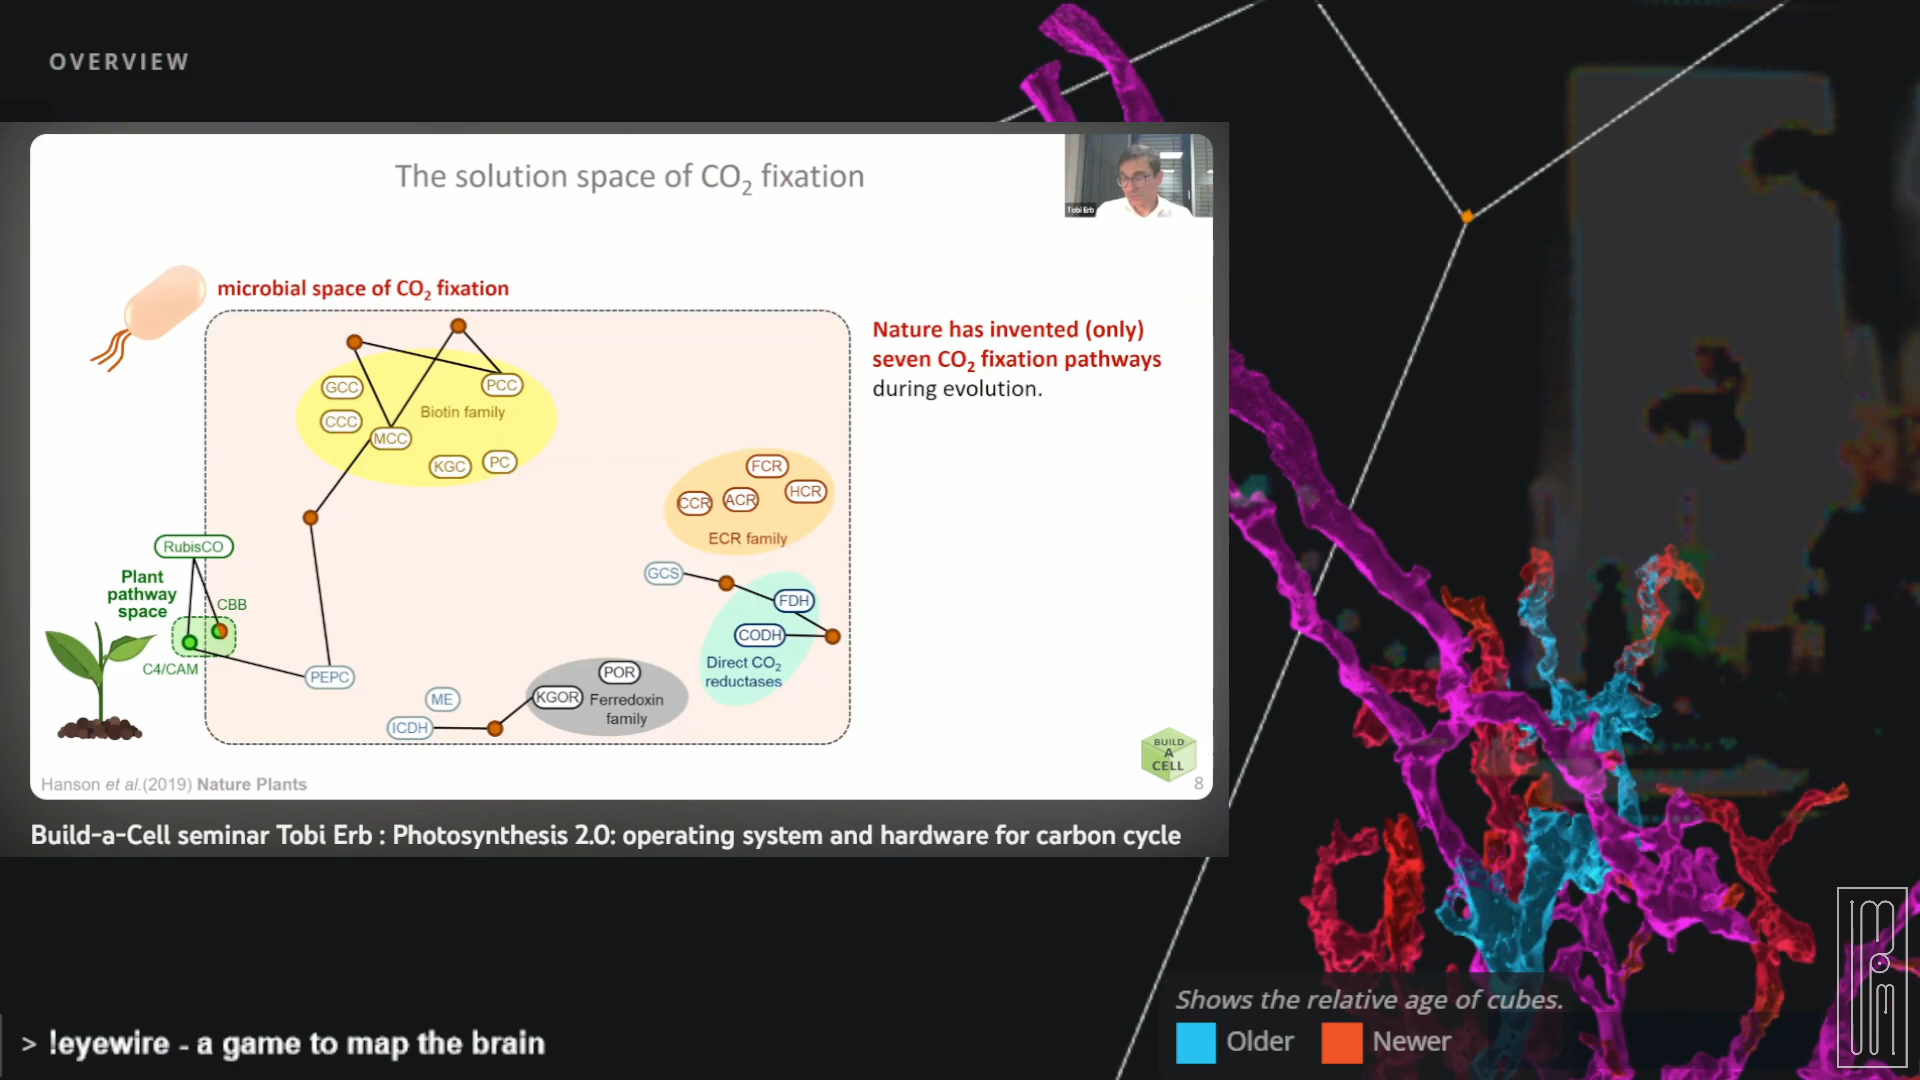 OVERVIEW
The solution space of CO₂ fixation
Tobi Erb
microbial space of CO₂ fixation
Nature has invented (only)
seven CO₂ fixation pathways
during evolution.
GCC
PCC
Biotin family
CCC
MCC
KGC
PC
FCR
CCR
ACR
HCR
ECR family
RubisCO
Plant
pathway
space
CBB
C4/CAM
GCS
FDH
CODH
Direct CO₂
reductases
PEPC
POR
ME
KGOR
Ferredoxin
family
ICDH
BUILD
A
CELL
Hanson et al.(2019) Nature Plants
8
Build-a-Cell seminar Tobi Erb : Photosynthesis 2.0: operating system and hardware for carbon cycle
Shows the relative age of cubes.
Older
Newer
> !eyewire - a game to map the brain